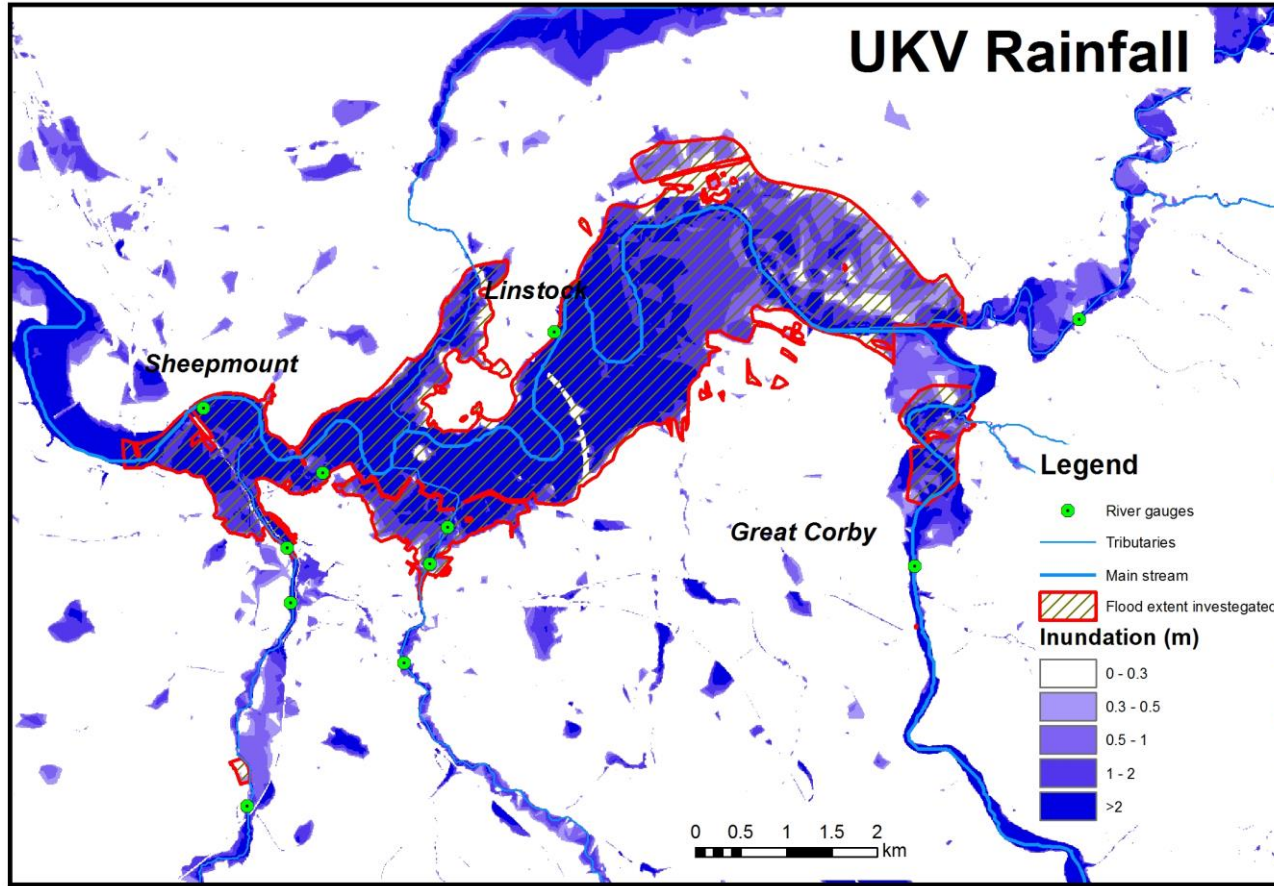 UKV Rainfall
Linstock
Sheepmount
Great Corby
Legend
River gauges
Tributaries
Main stream
Flood extent investegated
Inundation (m)
0 - 0.3
0.3 - 0.5
0.5 - 1
1 - 2
>2
0 0.5 1 1.5 2
km